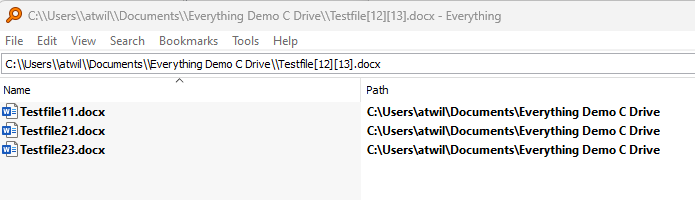 C:\\Users\\atwil\\Documents\\Everything Demo C Drive\\Testfile[12][13].docx - Everything
File Edit View Search Bookmarks Tools Help
C:\\Users\\atwil\\Documents\\Everything Demo C Drive\\Testfile[12][13].docx
Name Path
Testfile11.docx C:\Users\atwil\Documents\Everything Demo C Drive
Testfile21.docx C:\Users\atwil\Documents\Everything Demo C Drive
Testfile23.docx C:\Users\atwil\Documents\Everything Demo C Drive